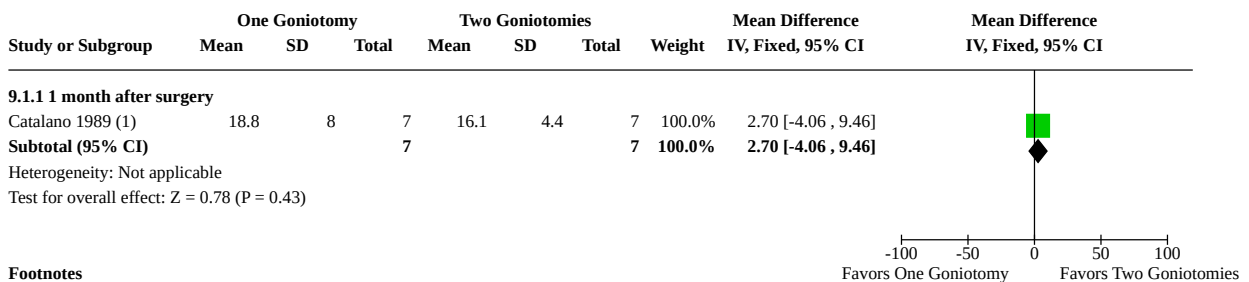 One Goniotomy Two Goniotomies Mean Difference Mean Difference
Study or Subgroup Mean SD Total Mean SD Total Weight IV, Fixed, 95% CI IV, Fixed, 95% CI
9.1.1 1 month after surgery
Catalano 1989 (1) 18.8 8 7 16.1 4.4 7 100.0% 2.70 [-4.06 , 9.46]
Subtotal (95% CI) 7 7 100.0% 2.70 [-4.06 , 9.46]
Heterogeneity: Not applicable
Test for overall effect: Z = 0.78 (P = 0.43)
-100 -50 0 50 100
Footnotes Favors One Goniotomy Favors Two Goniotomies